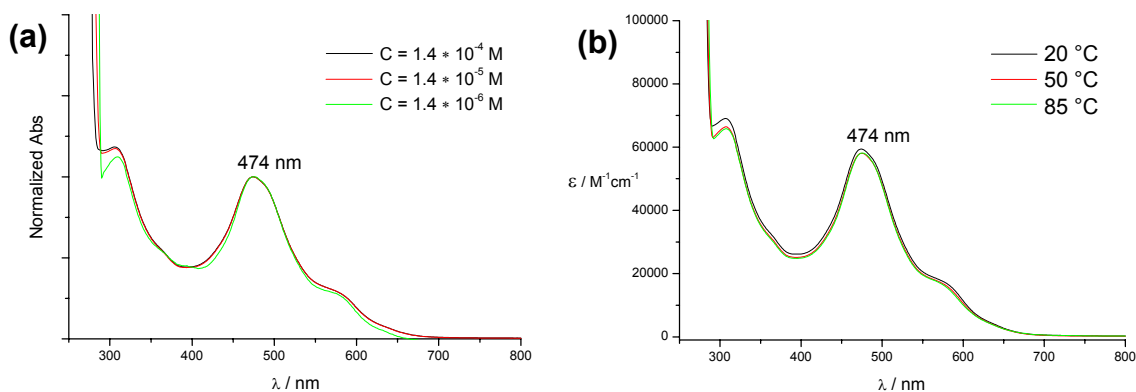 (a)
C = 1.4 * 10⁻⁴ M
C = 1.4 * 10⁻⁵ M
C = 1.4 * 10⁻⁶ M
474 nm
Normalized Abs
300 400 500 600 700 800
λ / nm
(b)
20 °C
50 °C
85 °C
474 nm
ε / M⁻¹cm⁻¹
100000
80000
60000
40000
20000
0
300 400 500 600 700 800
λ / nm